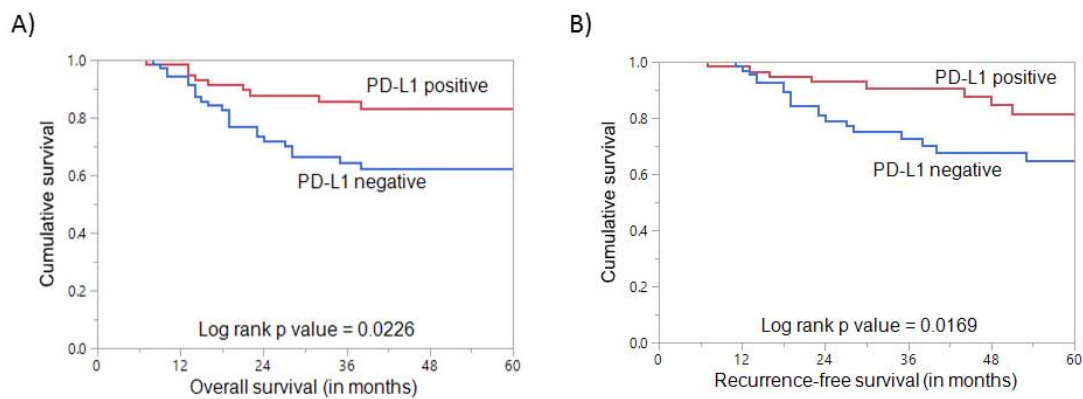 A)
Cumulative survival
1.0
0.8
0.6
0.4
0.2
0.0
PD-L1 positive
PD-L1 negative
Log rank p value = 0.0226
0 12 24 36 48 60
Overall survival (in months)
B)
Cumulative survival
1.0
0.8
0.6
0.4
0.2
0.0
PD-L1 positive
PD-L1 negative
Log rank p value = 0.0169
0 12 24 36 48 60
Recurrence-free survival (in months)